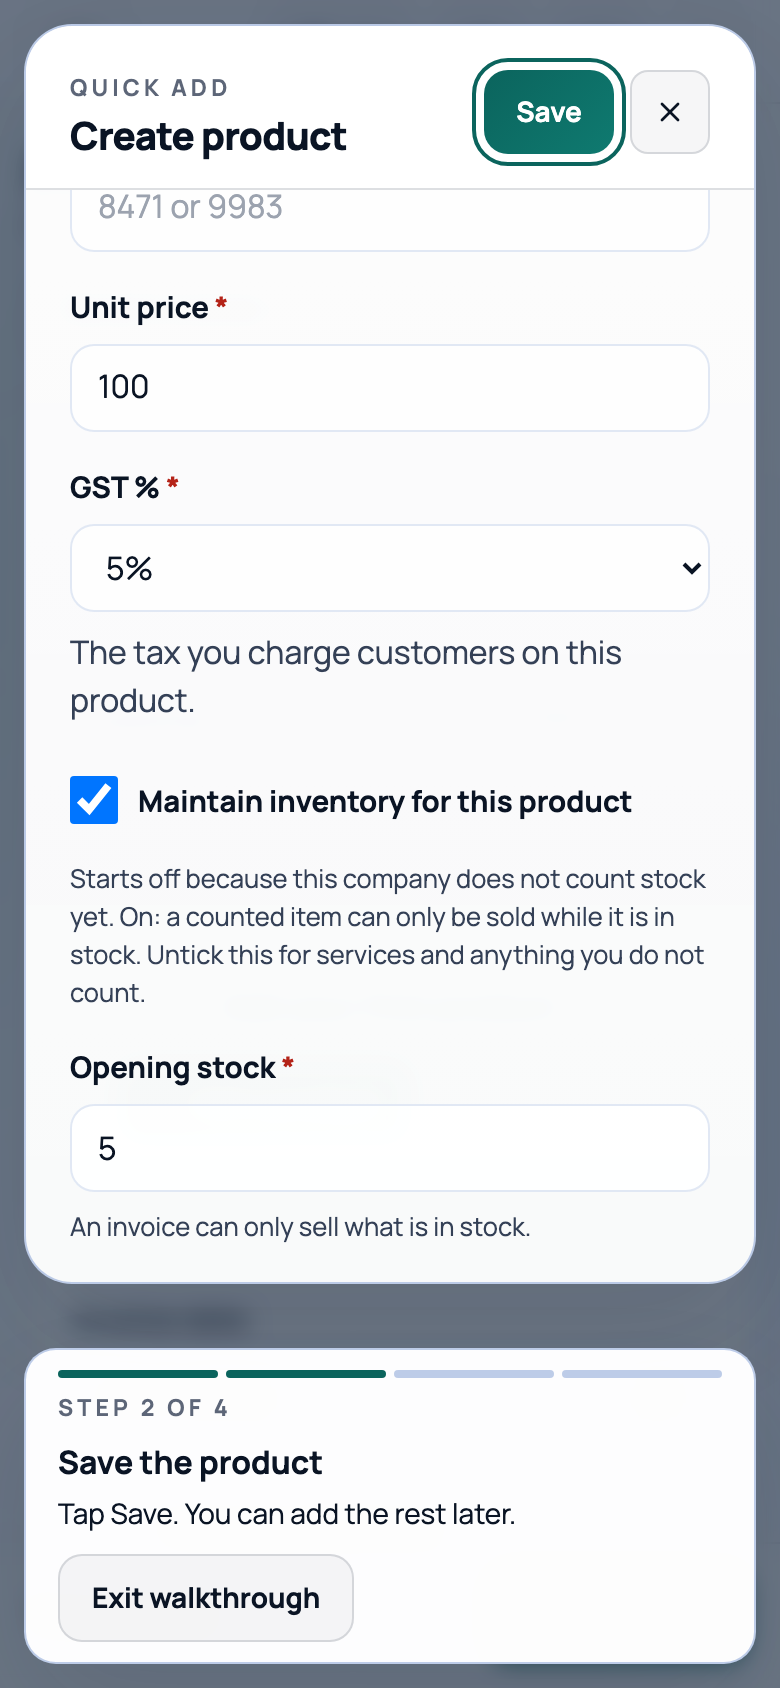 QUICK ADD
Create product
Save
8471 or 9983
Unit price *
100
GST % *
5%
The tax you charge customers on this
product.
Maintain inventory for this product
Starts off because this company does not count stock
yet. On: a counted item can only be sold while it is in
stock. Untick this for services and anything you do not
count.
Opening stock *
5
An invoice can only sell what is in stock.
STEP 2 OF 4
Save the product
Tap Save. You can add the rest later.
Exit walkthrough